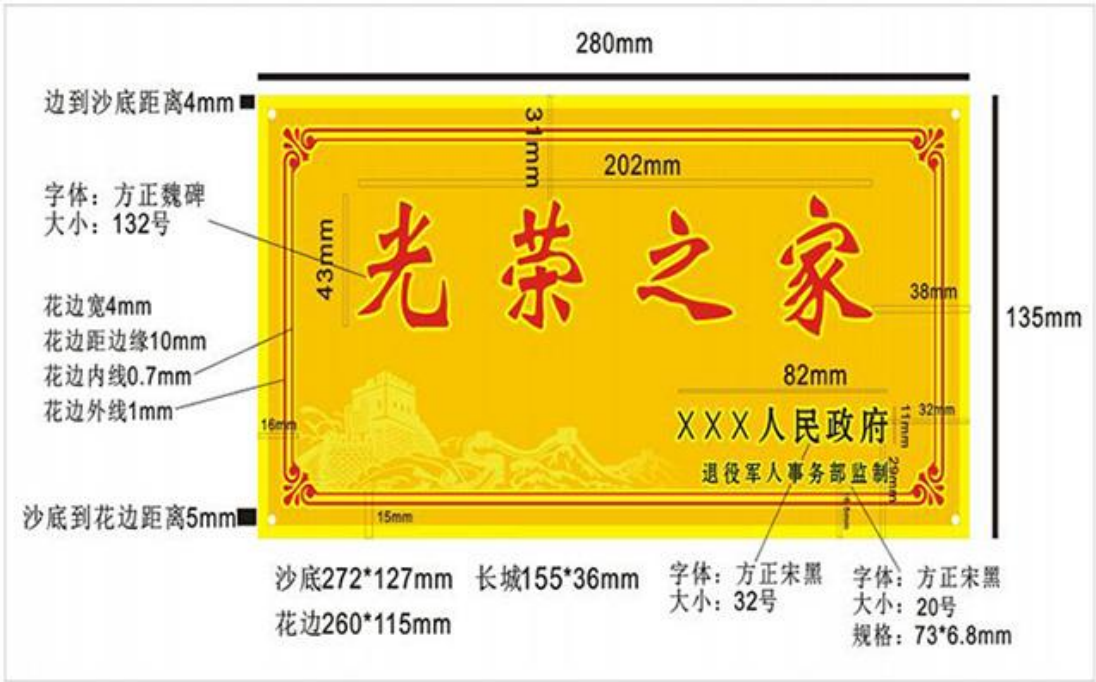 280mm
边到沙底距离4mm
31mm
202mm
字体：方正魏碑
大小：132号
43mm
光荣之家
38mm
135mm
花边宽4mm
花边距边缘10mm
花边内线0.7mm
花边外线1mm
82mm
16mm
XXX人民政府
11mm
32mm
退役军人事务部监制
29mm
沙底到花边距离5mm
15mm
沙底272*127mm 长城155*36mm
花边260*115mm
字体：方正宋黑
大小：32号
字体：方正宋黑
大小：20号
规格：73*6.8mm